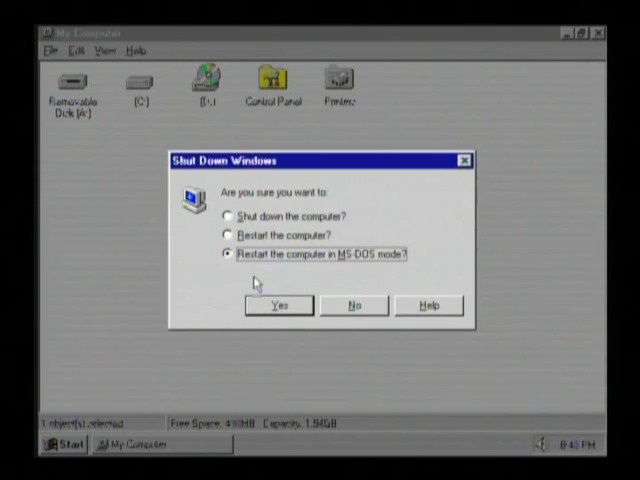 My Computer
File Edit View Help
Removable Disk [A:]
[C:]
[D:]
Control Panel
Printers
Shut Down Windows
Are you sure you want to:
Shut down the computer?
Restart the computer?
Restart the computer in MS-DOS mode?
Yes No Help
1 object(s) selected
Free Space: Capacity: 1.94GB
Start My Computer 8:43 PM